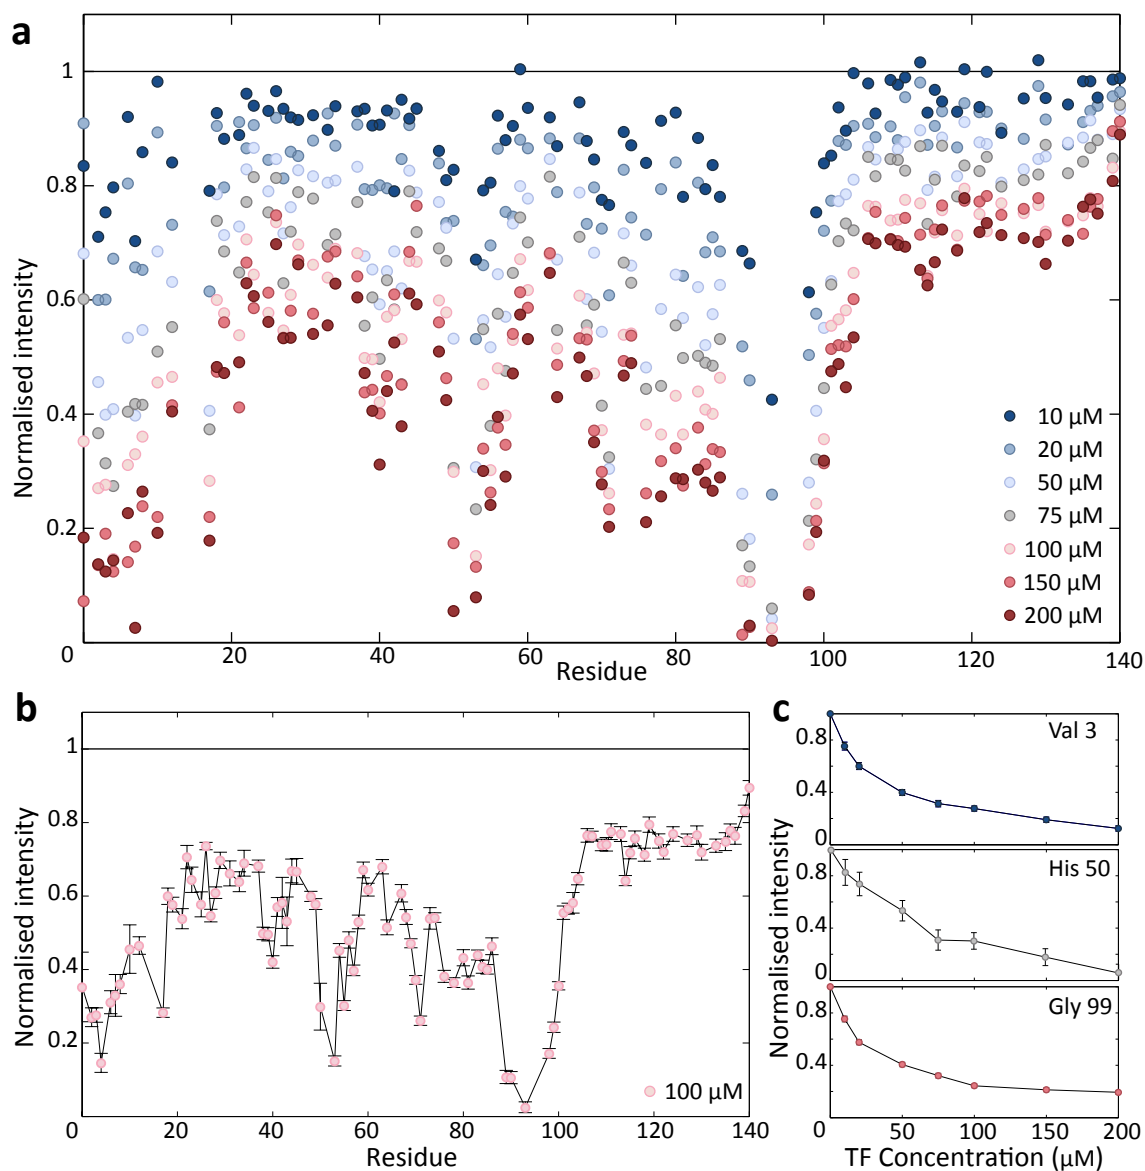 a
Normalised intensity
1
0.8
0.6
0.4
0.2
0 20 40 60 80 100 120 140
Residue
10 μM
20 μM
50 μM
75 μM
100 μM
150 μM
200 μM
b
Normalised intensity
1
0.8
0.6
0.4
0.2
0 20 40 60 80 100 120 140
Residue
100 μM
c
Normalised intensity
Val 3
0.8
0.4
0
His 50
0.8
0.4
0
Gly 99
0.8
0.4
0 50 100 150 200
TF Concentration (μM)